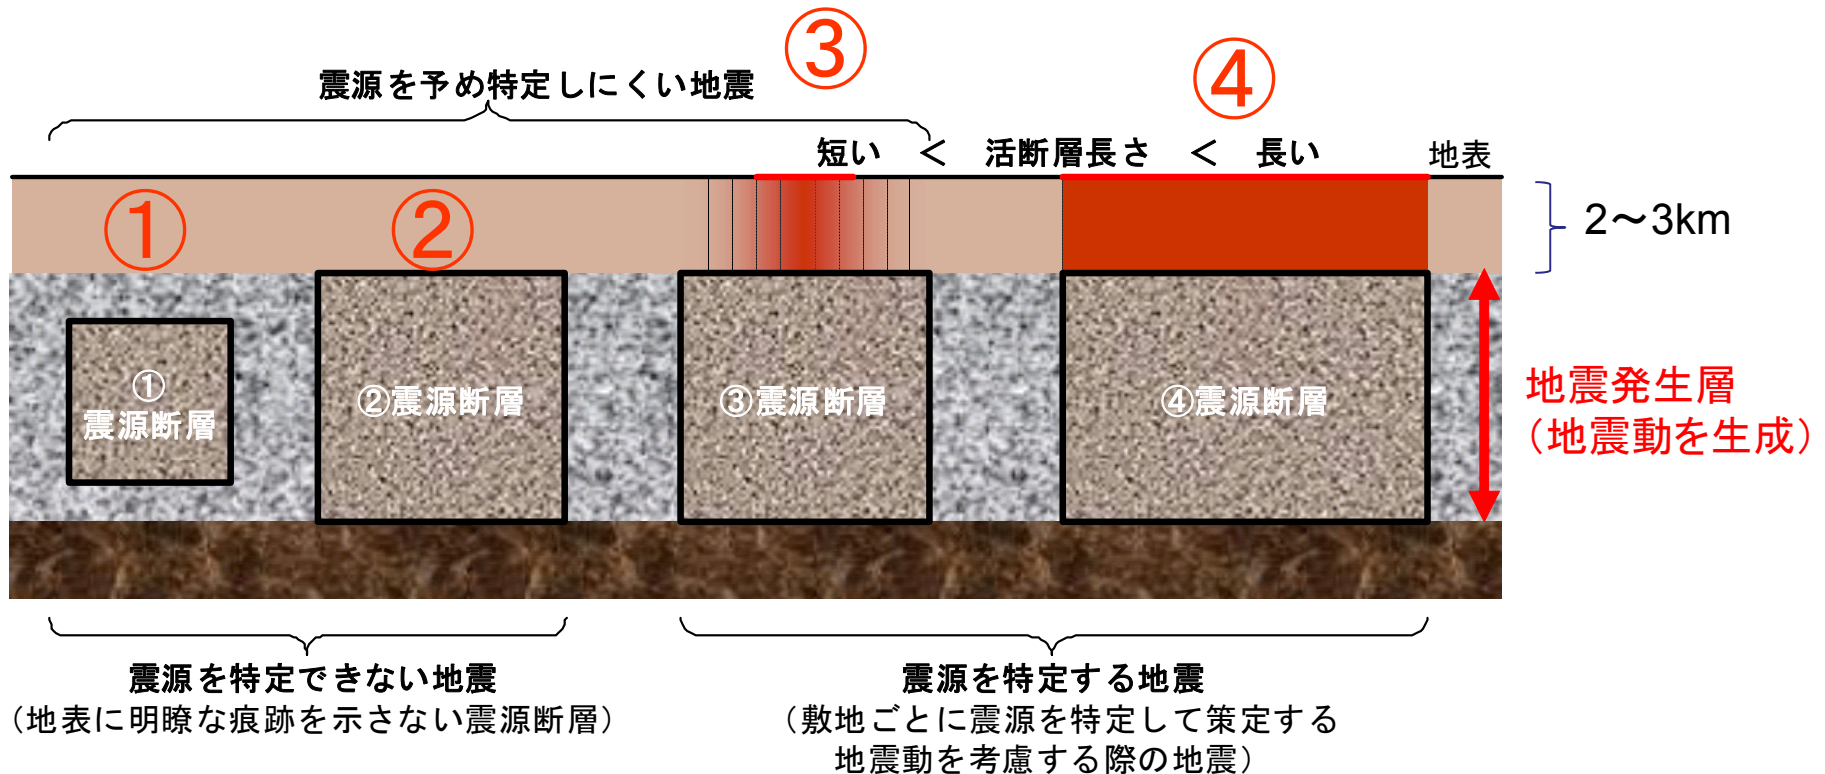 ③
④
震源を予め特定しにくい地震
短い ＜ 活断層長さ ＜ 長い
地表
①
②
2～3km
①
震源断層
②震源断層
③震源断層
④震源断層
地震発生層
（地震動を生成）
震源を特定できない地震
（地表に明瞭な痕跡を示さない震源断層）
震源を特定する地震
（敷地ごとに震源を特定して策定する
地震動を考慮する際の地震）